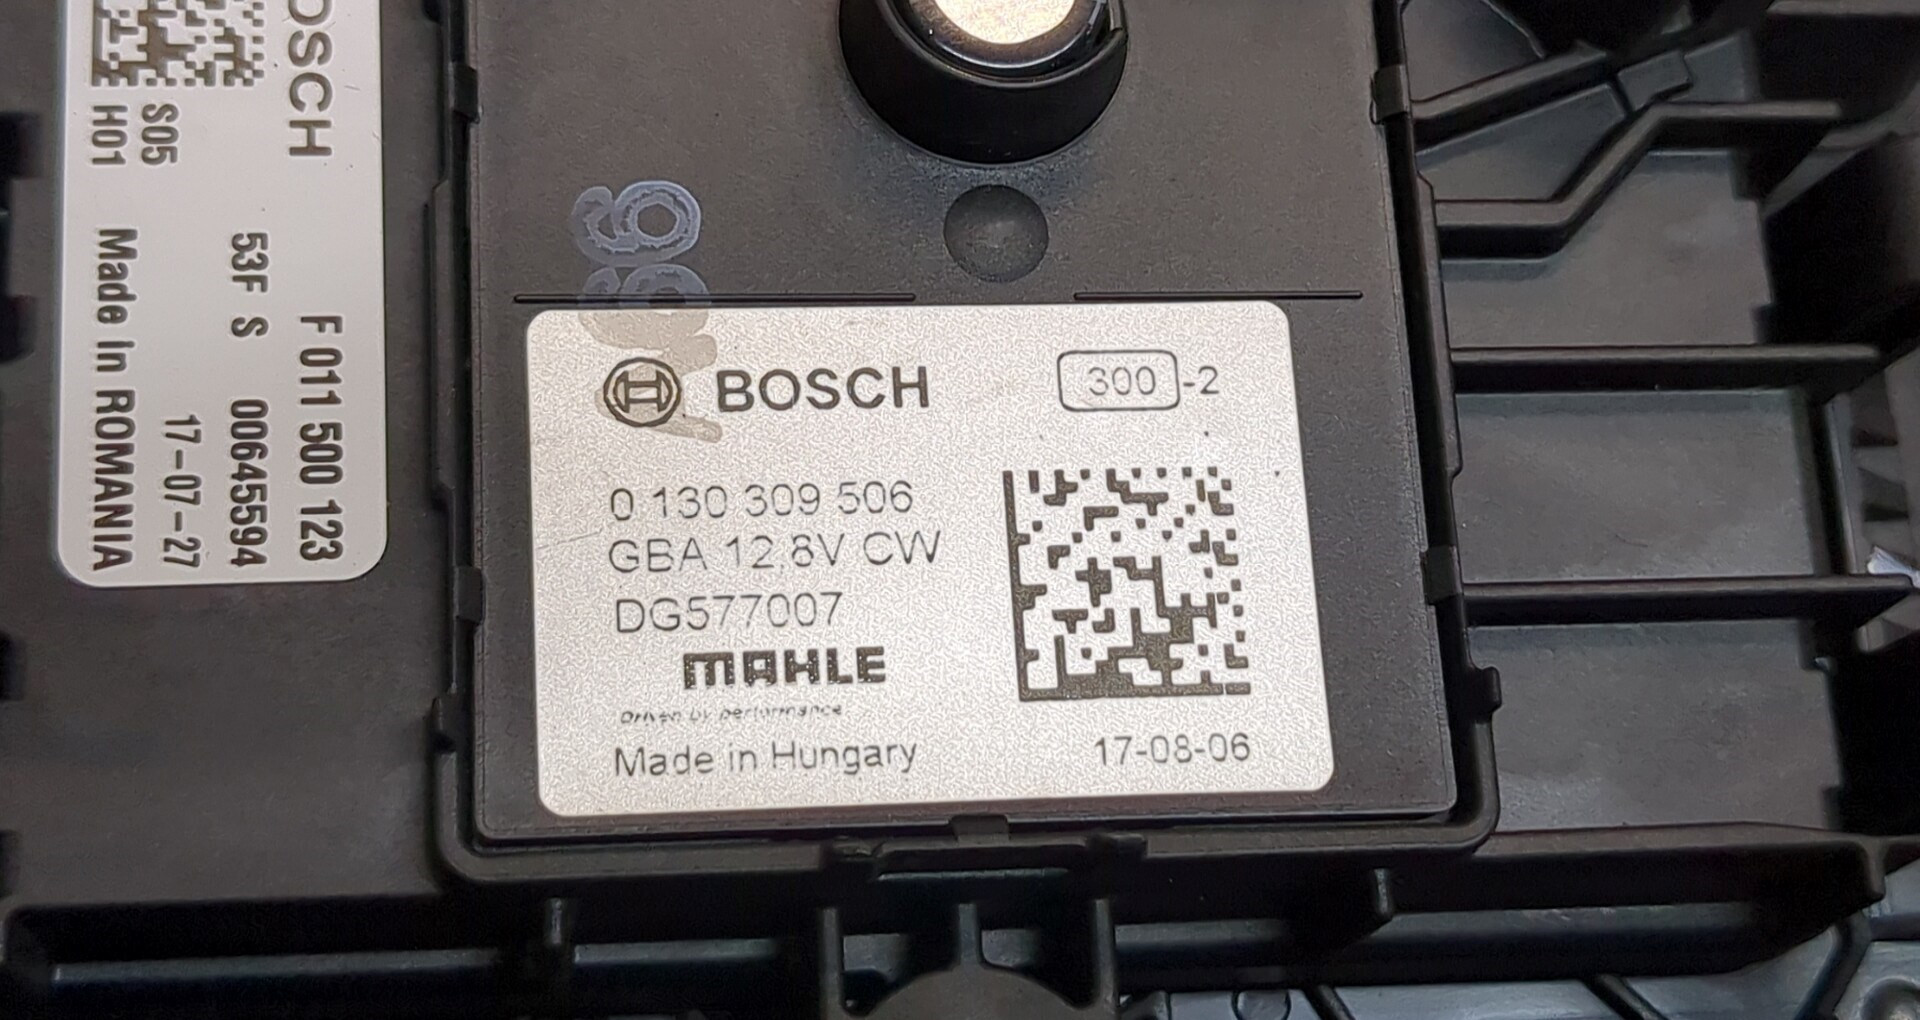 BOSCH
F 011 500 123
53F S 00645594
S05 17-07-27
H01 Made in ROMANIA
BOSCH 300-2
0 130 309 506
GBA 12,8V CW
DG577007
MAHLE
Driven by performance
Made in Hungary 17-08-06